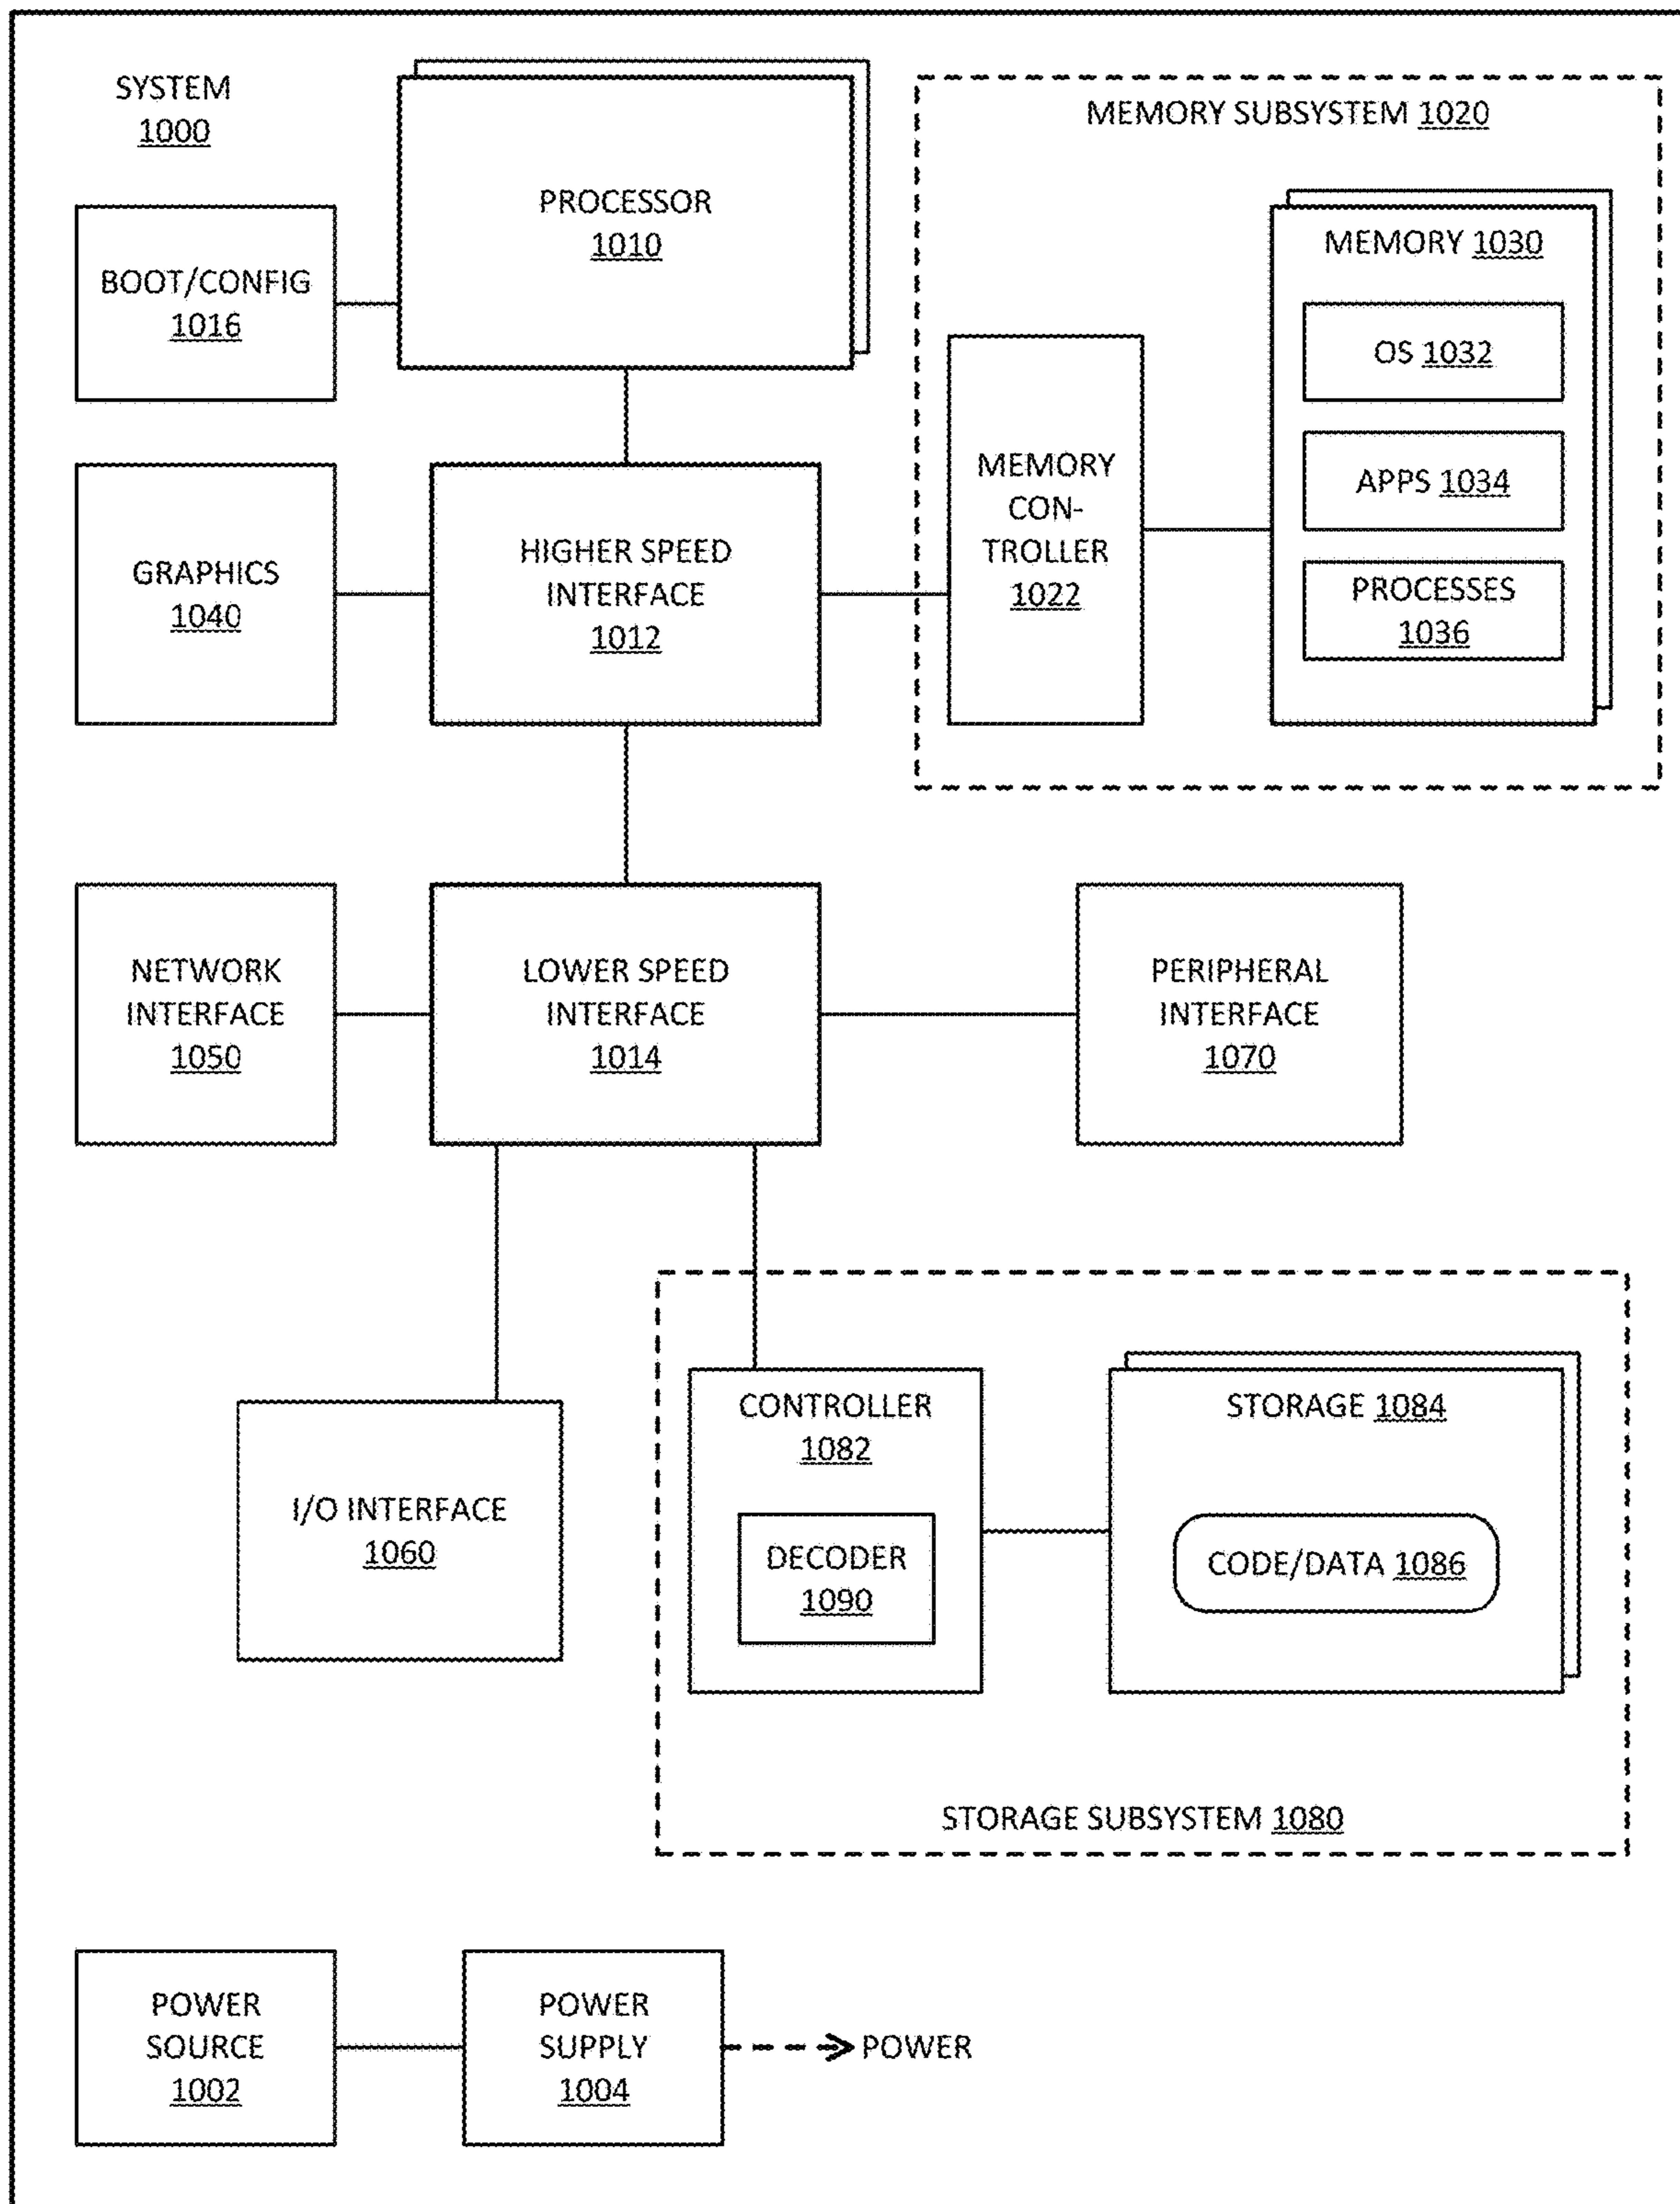 SYSTEM
1000
PROCESSOR
1010
BOOT/CONFIG
1016
MEMORY SUBSYSTEM 1020
MEMORY 1030
OS 1032
APPS 1034
PROCESSES
1036
MEMORY
CON-
TROLLER
1022
GRAPHICS
1040
HIGHER SPEED
INTERFACE
1012
NETWORK
INTERFACE
1050
LOWER SPEED
INTERFACE
1014
PERIPHERAL
INTERFACE
1070
I/O INTERFACE
1060
CONTROLLER
1082
DECODER
1090
STORAGE 1084
CODE/DATA 1086
STORAGE SUBSYSTEM 1080
POWER
SOURCE
1002
POWER
SUPPLY
1004
POWER